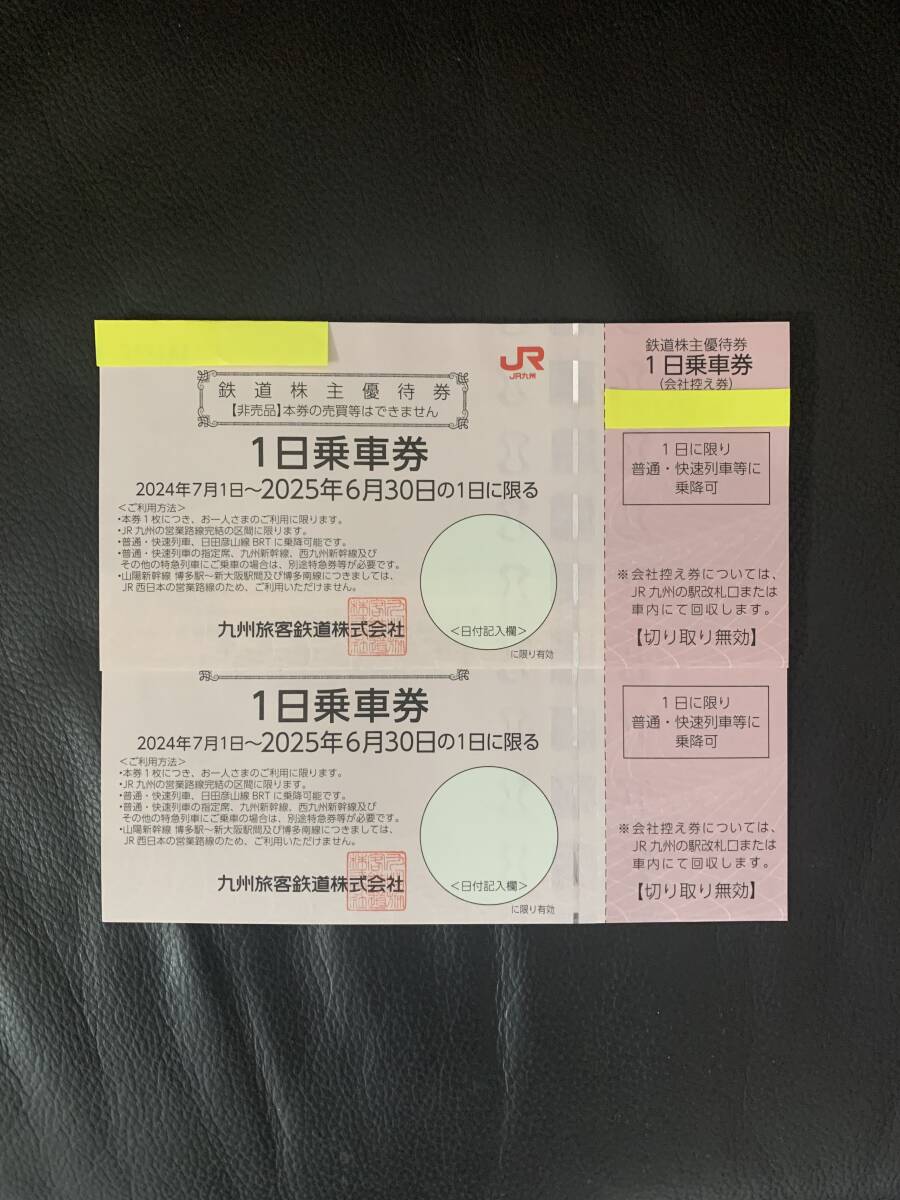 JR
JR九州
鉄道株主優待券
【非売品】本券の売買等はできません
1日乗車券
2024年7月1日～2025年6月30日の1日に限る
＜ご利用方法＞
・本券1枚につき、お一人さまのご利用に限ります。
・JR九州の営業路線完結の区間に限ります。
・普通・快速列車、日田彦山線BRTに乗降可能です。
・普通・快速列車の指定席、九州新幹線、西九州新幹線及び
その他の特急列車にご乗車の場合は、別途特急券等が必要です。
・山陽新幹線 博多駅～新大阪駅間及び博多南線につきましては、
JR西日本の営業路線のため、ご利用いただけません。
九州旅客鉄道株式会社
＜日付記入欄＞
に限り有効
鉄道株主優待券
1日乗車券
(会社控え券)
1日に限り
普通・快速列車等に
乗降可
※会社控え券については、
JR九州の駅改札口または
車内にて回収します。
【切り取り無効】
1日乗車券
2024年7月1日～2025年6月30日の1日に限る
＜ご利用方法＞
・本券1枚につき、お一人さまのご利用に限ります。
・JR九州の営業路線完結の区間に限ります。
・普通・快速列車、日田彦山線BRTに乗降可能です。
・普通・快速列車の指定席、九州新幹線、西九州新幹線及び
その他の特急列車にご乗車の場合は、別途特急券等が必要です。
・山陽新幹線 博多駅～新大阪駅間及び博多南線につきましては、
JR西日本の営業路線のため、ご利用いただけません。
九州旅客鉄道株式会社
＜日付記入欄＞
に限り有効
1日に限り
普通・快速列車等に
乗降可
※会社控え券については、
JR九州の駅改札口または
車内にて回収します。
【切り取り無効】